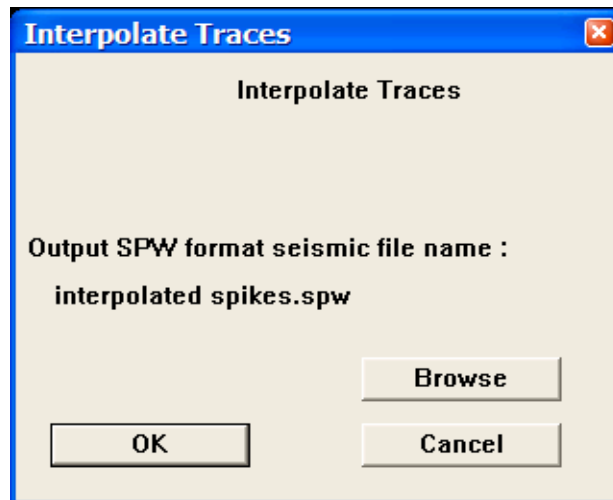 Interpolate Traces
Interpolate Traces
Output SPW format seismic file name :
interpolated spikes.spw
Browse
OK
Cancel